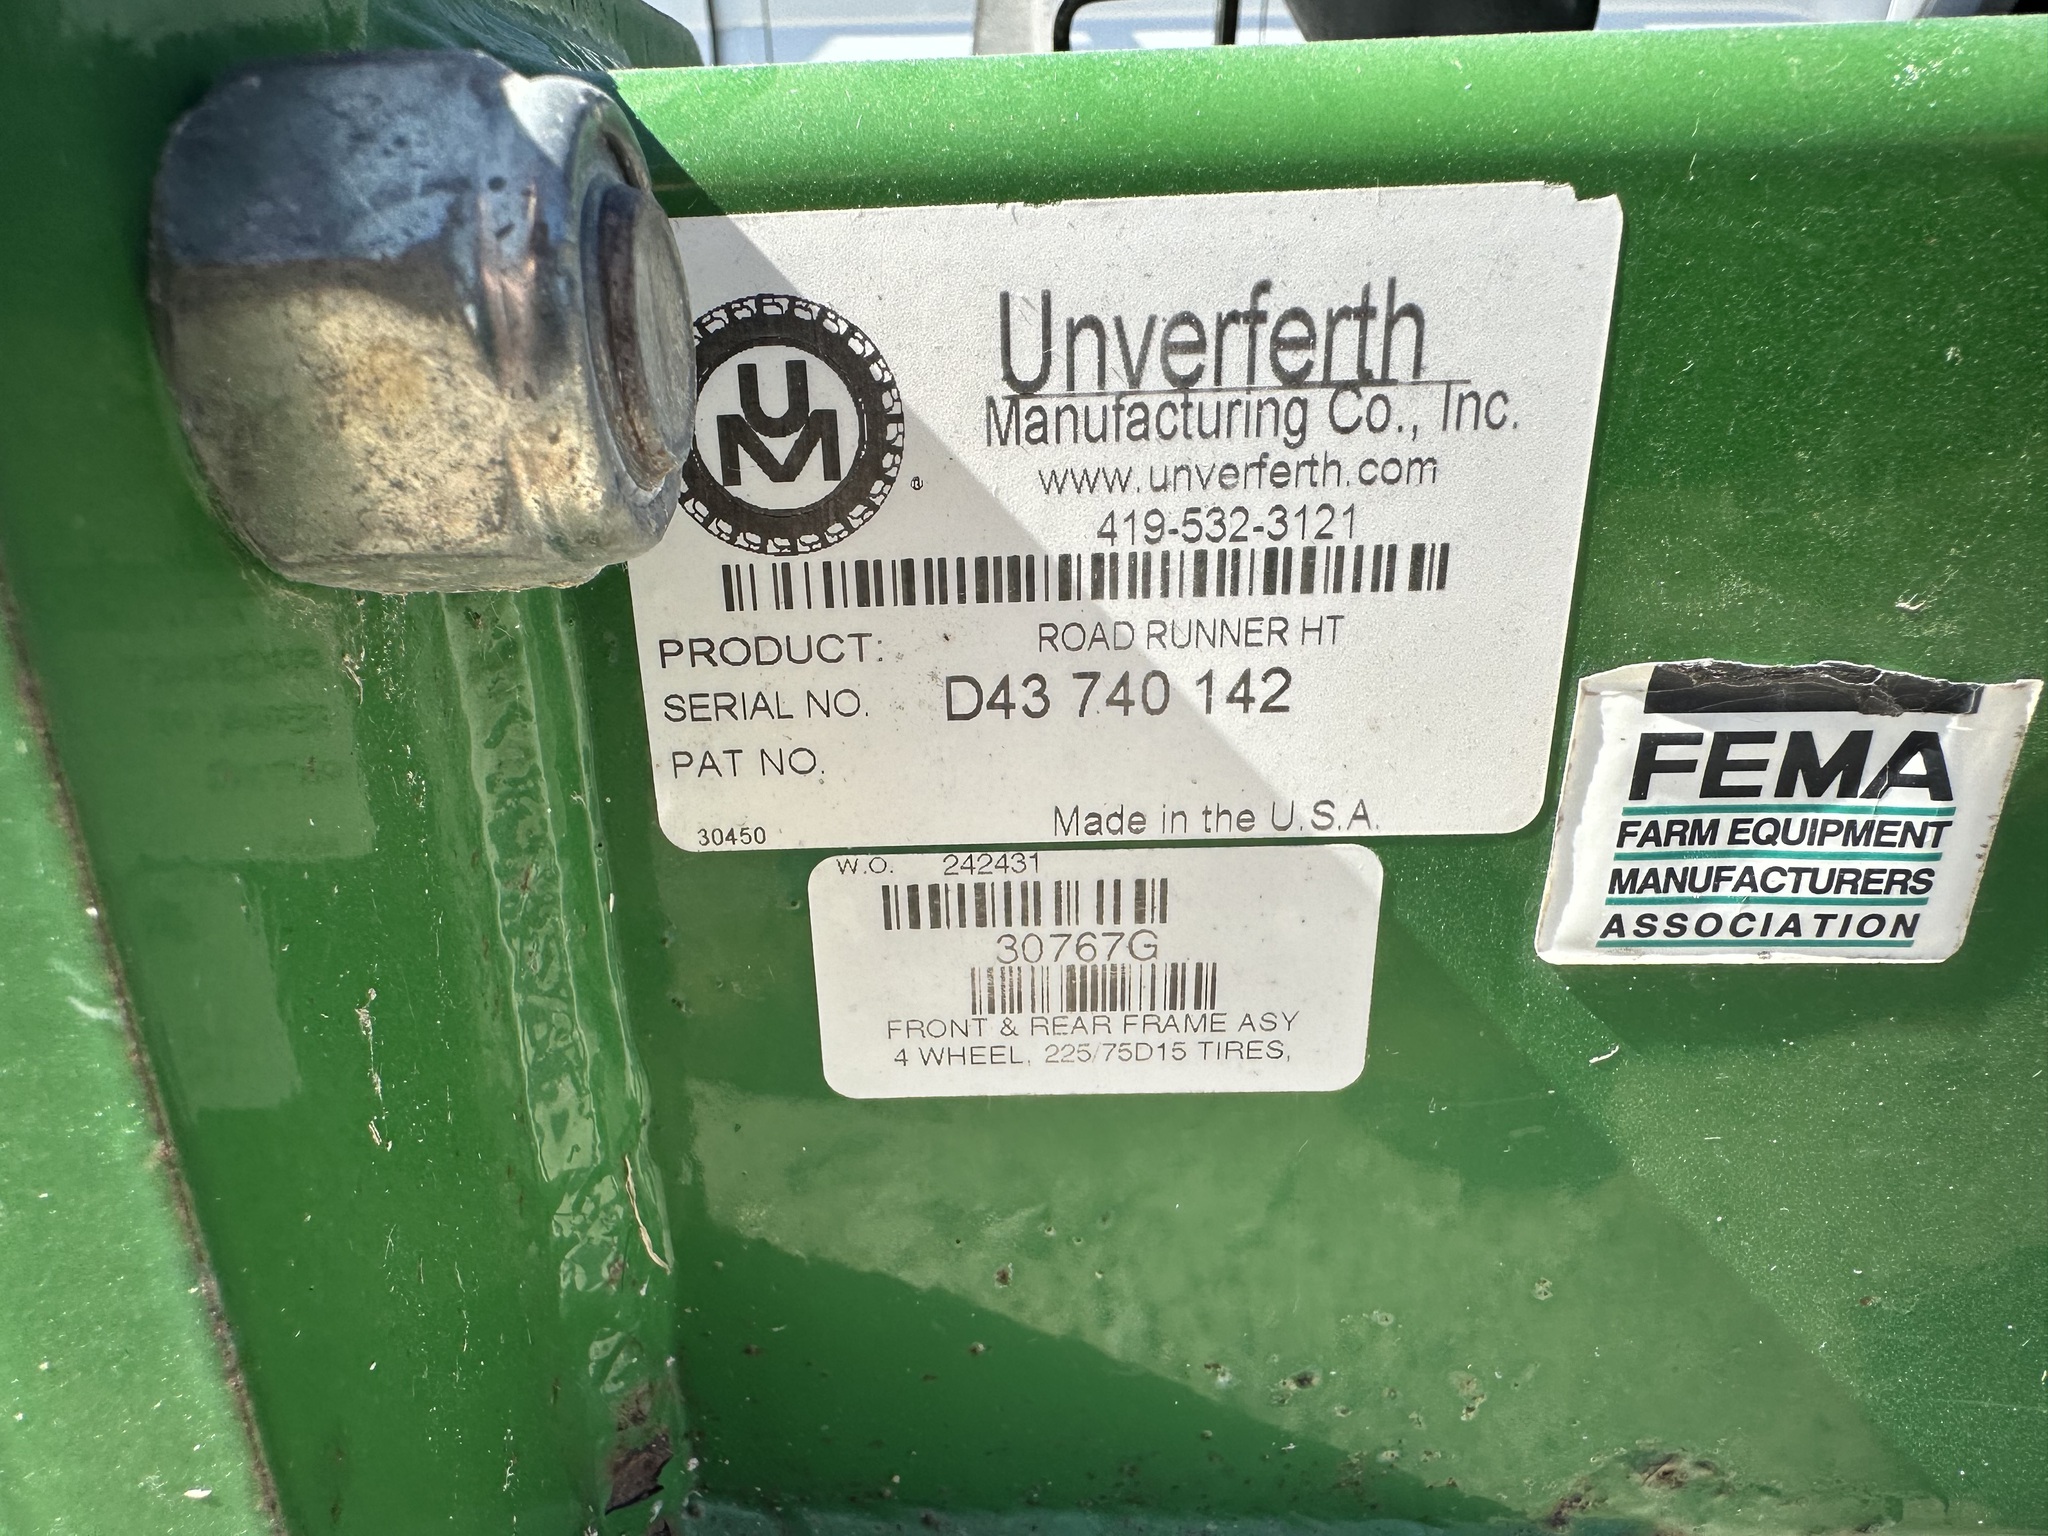 UM
®
Unverferth
Manufacturing Co., Inc.
www.unverferth.com
419-532-3121
PRODUCT: ROAD RUNNER HT
SERIAL NO. D43 740 142
PAT NO.
30450 Made in the U.S.A.
W.O. 242431
30767G
FRONT & REAR FRAME ASY
4 WHEEL, 225/75D15 TIRES,
FEMA
FARM EQUIPMENT
MANUFACTURERS
ASSOCIATION